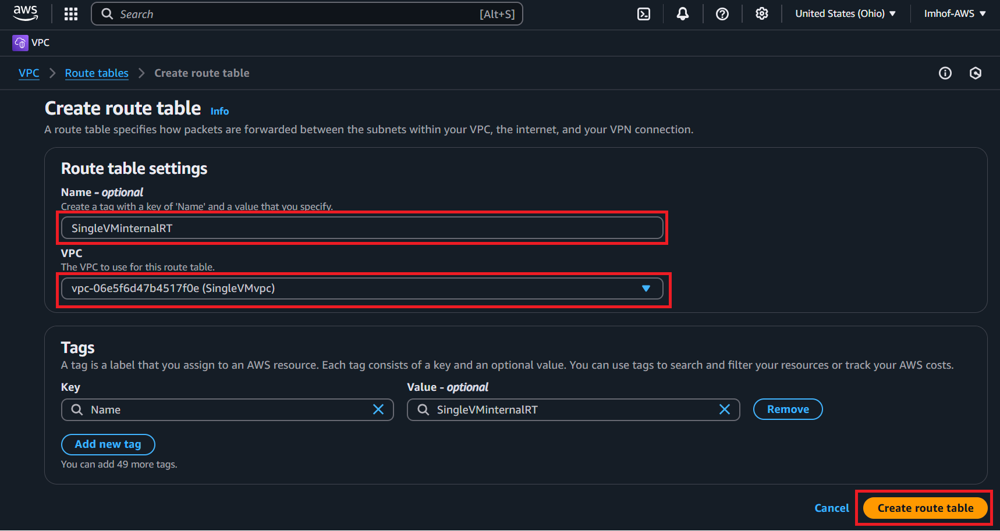 aws
Search [Alt+S] United States (Ohio) Imhof-AWS
VPC
VPC Route tables Create route table
Create route table Info
A route table specifies how packets are forwarded between the subnets within your VPC, the internet, and your VPN connection.
Route table settings
Name - optional
Create a tag with a key of 'Name' and a value that you specify.
SingleVMinternalRT
VPC
The VPC to use for this route table.
vpc-06e5f6d47b4517f0e (SingleVMvpc)
Tags
A tag is a label that you assign to an AWS resource. Each tag consists of a key and an optional value. You can use tags to search and filter your resources or track your AWS costs.
Key Value - optional
Name SingleVMinternalRT Remove
Add new tag
You can add 49 more tags.
Cancel Create route table